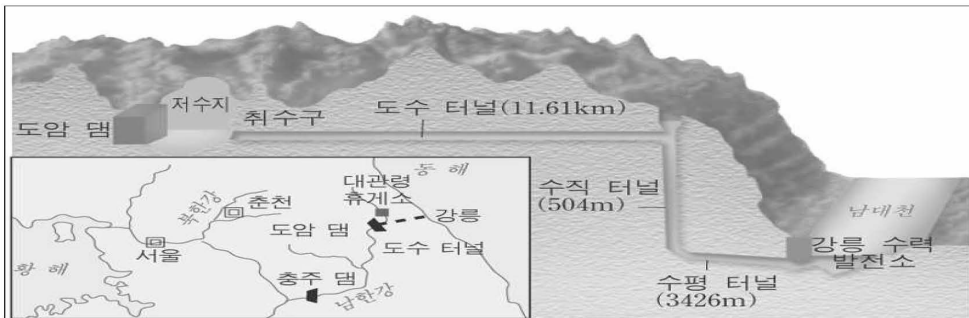 저수지
도암 댐
취수구
도수 터널(11.61km)
수직 터널
(504m)
남대천
강릉 수력
발전소
수평 터널
(3426m)
동 해
대관령
휴게소
북한강
춘천
강릉
도암 댐
도수 터널
서울
황 해
충주 댐
남한강